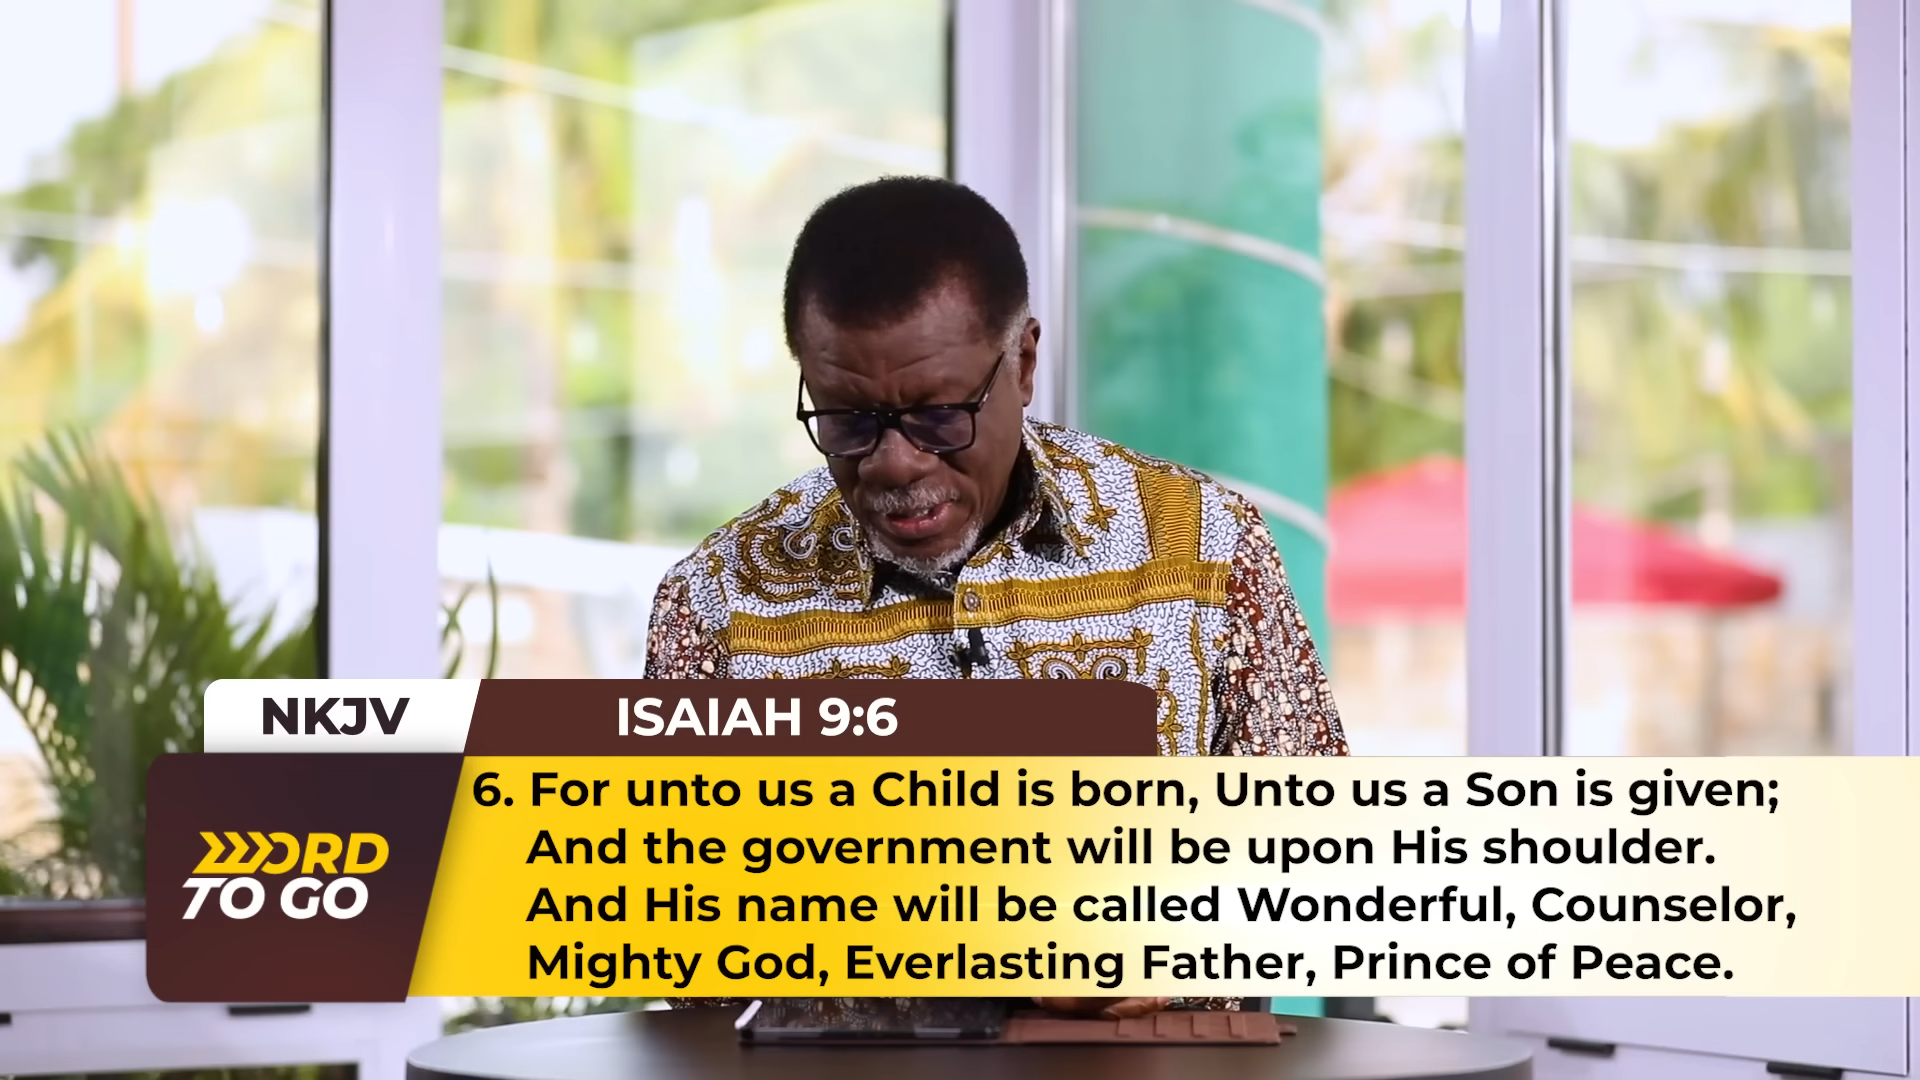 NKJV
ISAIAH 9:6
6. For unto us a Child is born, Unto us a Son is given;
And the government will be upon His shoulder.
And His name will be called Wonderful, Counselor,
Mighty God, Everlasting Father, Prince of Peace.
WORD
TO GO